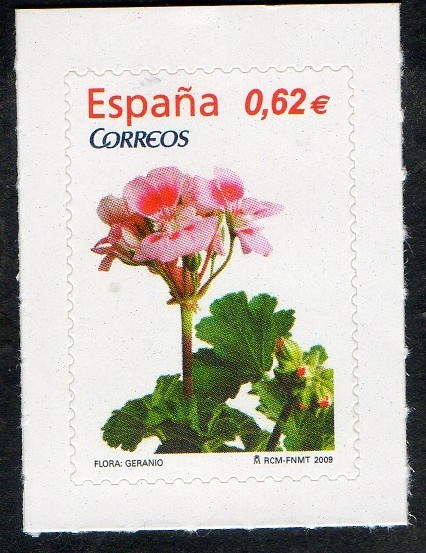 España 0,62 €
CORREOS
FLORA: GERANIO RCM-FNMT 2009